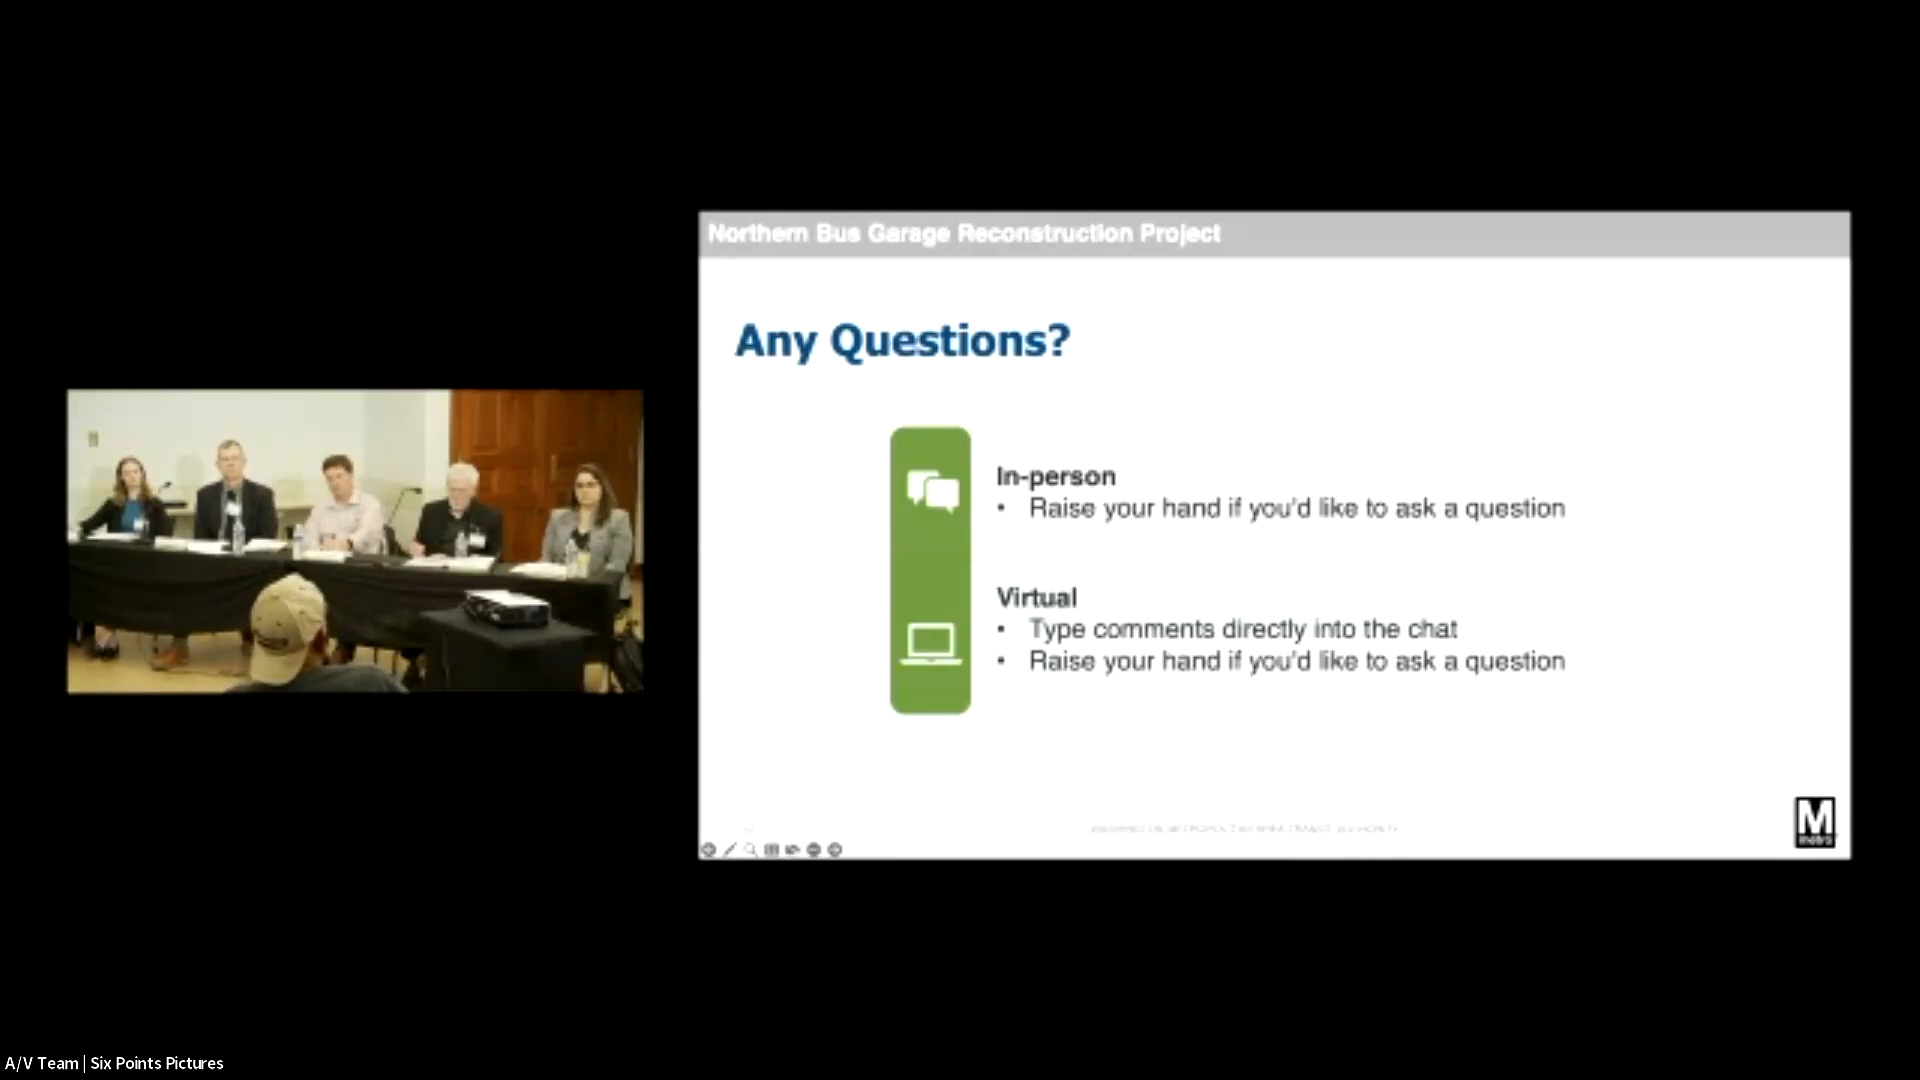 Northern Bus Garage Reconstruction Project
Any Questions?
In-person
• Raise your hand if you'd like to ask a question
Virtual
• Type comments directly into the chat
• Raise your hand if you'd like to ask a question
M
metro
A/V Team | Six Points Pictures